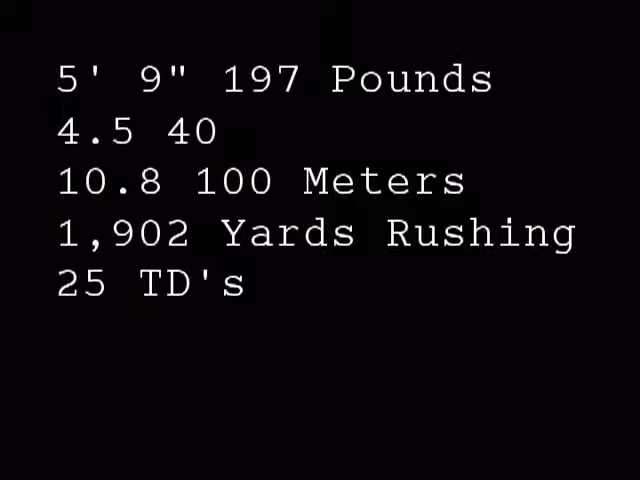 5' 9" 197 Pounds
4.5 40
10.8 100 Meters
1,902 Yards Rushing
25 TD's